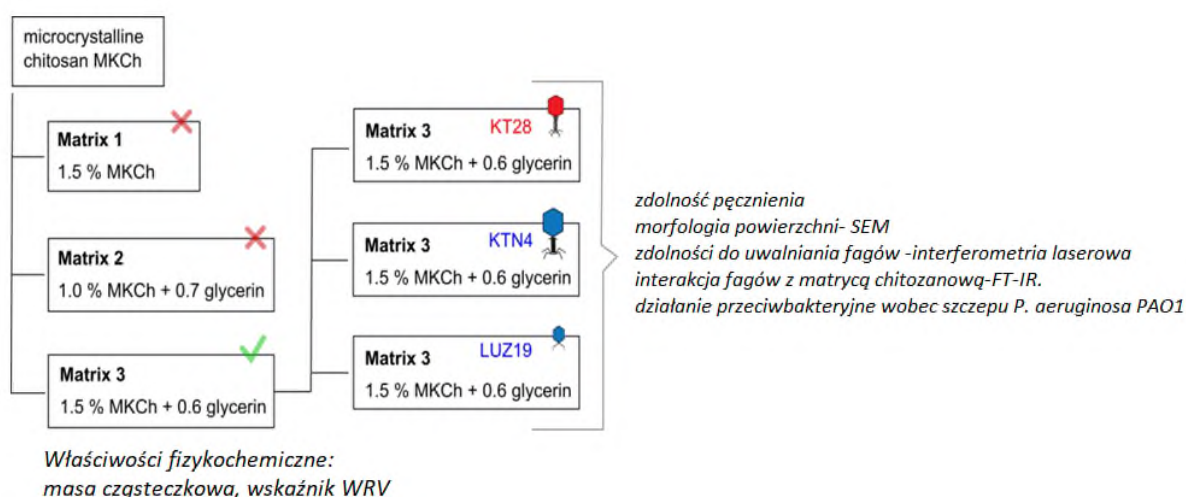 microcrystalline
chitosan MKCh
Matrix 1
1.5 % MKCh
Matrix 2
1.0 % MKCh + 0.7 glicerin
Matrix 3
1.5 % MKCh + 0.6 glycerin
Właściwości fizykochemiczne:
masa cząsteczkowa, wskaźnik WRV
Matrix 3 KT28
1.5 % MKCh + 0.6 glycerin
Matrix 3 KTN4
1.5 % MKCh + 0.6 glycerin
Matrix 3 LUZ19
1.5 % MKCh + 0.6 glycerin
zdolność pęcznienia
morfologia powierzchni- SEM
zdolności do uwalniania fagów -interferometria laserowa
interakcja fagów z matrycą chitozanową-FT-IR.
działanie przeciwbakteryjne wobec szczepu P. aeruginosa PAO1